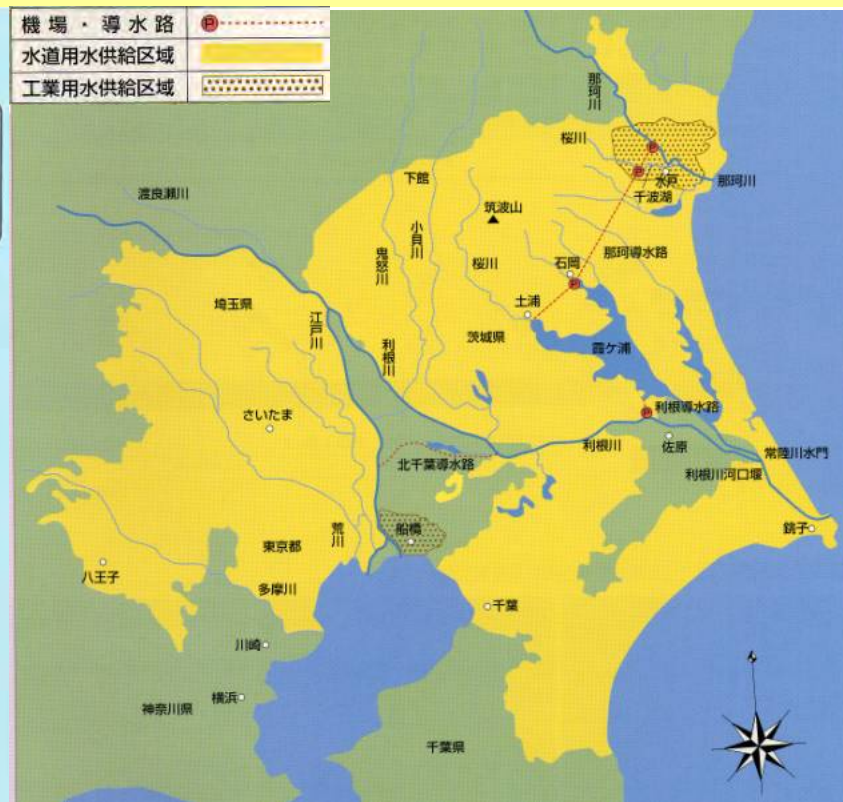 機場・導水路
P
水道用水供給区域
工業用水供給区域
那珂川
桜川
P
P
水戸
那珂川
千波湖
下館
渡良瀬川
筑波山
小貝川
鬼怒川
桜川
石岡
那珂導水路
P
埼玉県
江戸川
土浦
利根川
茨城県
霞ケ浦
さいたま
P
利根導水路
利根川
佐原
常陸川水門
北千葉導水路
利根川河口堰
荒川
船橋
銚子
東京都
八王子
多摩川
千葉
川崎
横浜
神奈川県
千葉県